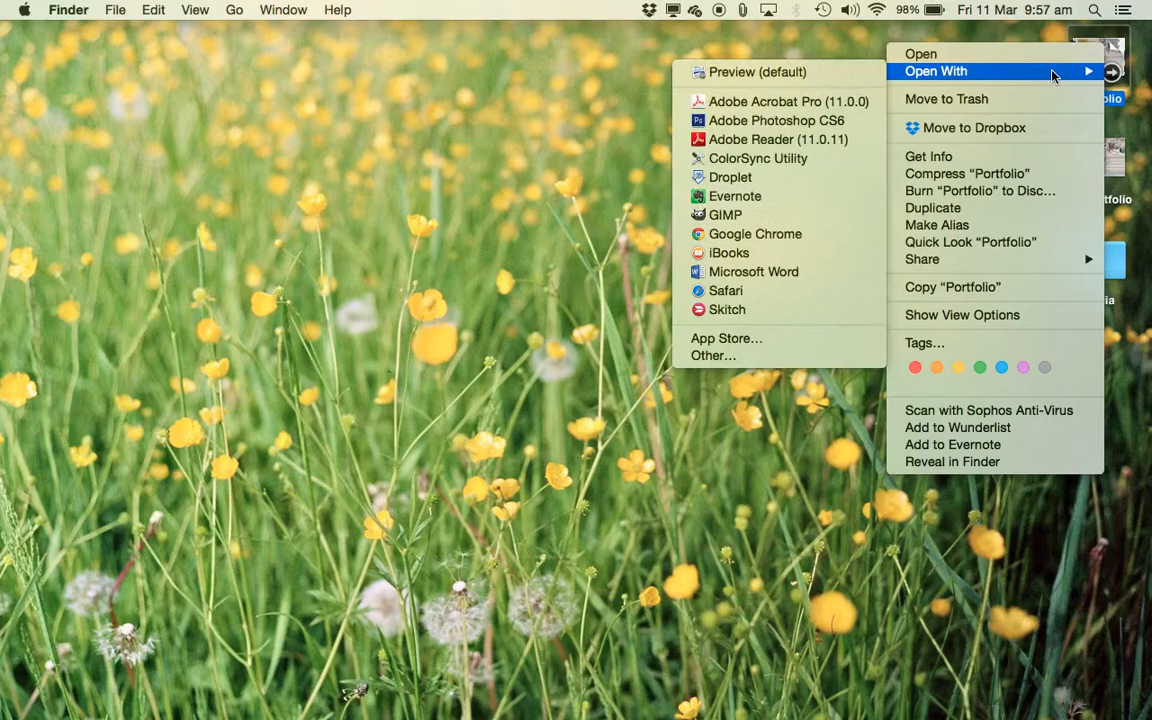 Finder File Edit View Go Window Help 98% Fri 11 Mar 9:57 am
Open
Open With
Move to Trash
Move to Dropbox
Get Info
Compress “Portfolio”
Burn “Portfolio” to Disc...
Duplicate
Make Alias
Quick Look “Portfolio”
Share
Copy “Portfolio”
Show View Options
Tags...
Scan with Sophos Anti-Virus
Add to Wunderlist
Add to Evernote
Reveal in Finder
Preview (default)
Adobe Acrobat Pro (11.0.0)
Adobe Photoshop CS6
Adobe Reader (11.0.11)
ColorSync Utility
Droplet
Evernote
GIMP
Google Chrome
iBooks
Microsoft Word
Safari
Skitch
App Store...
Other...
olio
tfolio
ia